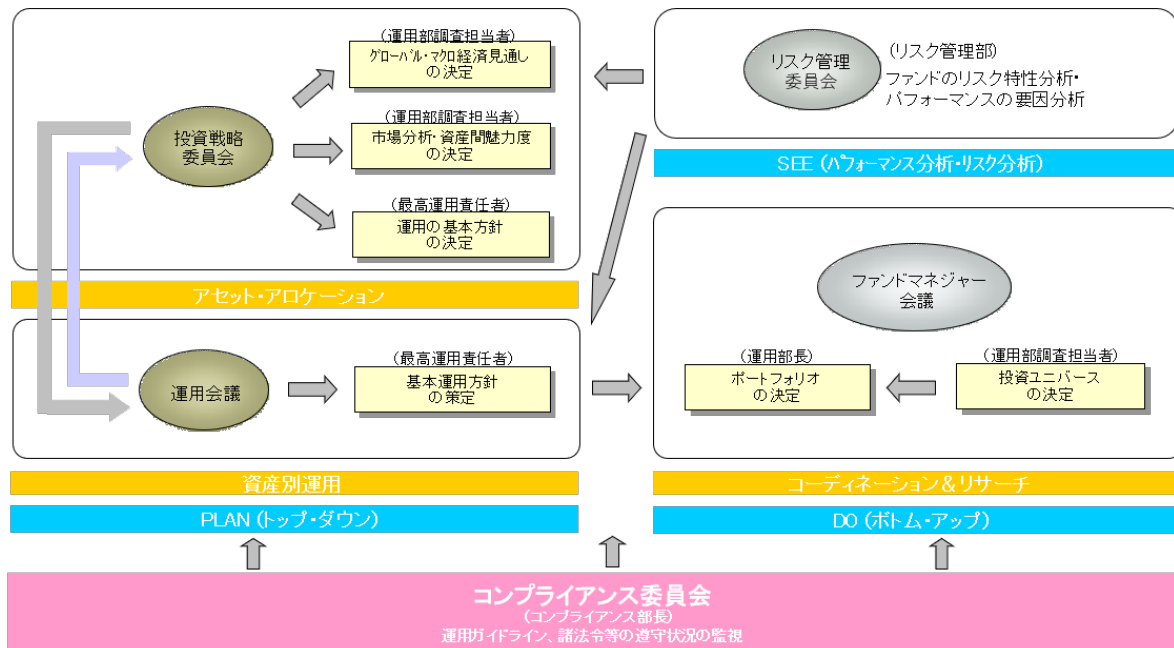 (運用部調査担当者)
グローバル・マクロ経済見通し
の決定
投資戦略
委員会
(運用部調査担当者)
市場分析・資産間魅力度
の決定
(最高運用責任者)
運用の基本方針
の決定
アセット・アロケーション
リスク管理
委員会
(リスク管理部)
ファンドのリスク特性分析・
パフォーマンスの要因分析
SEE (パフォーマンス分析・リスク分析)
運用会議
(最高運用責任者)
基本運用方針
の策定
資産別運用
PLAN (トップ・ダウン)
ファンドマネジャー
会議
(運用部長)
ポートフォリオ
の決定
(運用部調査担当者)
投資ユニバース
の決定
コーディネーション&リサーチ
DO (ボトム・アップ)
コンプライアンス委員会
(コンプライアンス部長)
運用ガイドライン、諸法令等の遵守状況の監視